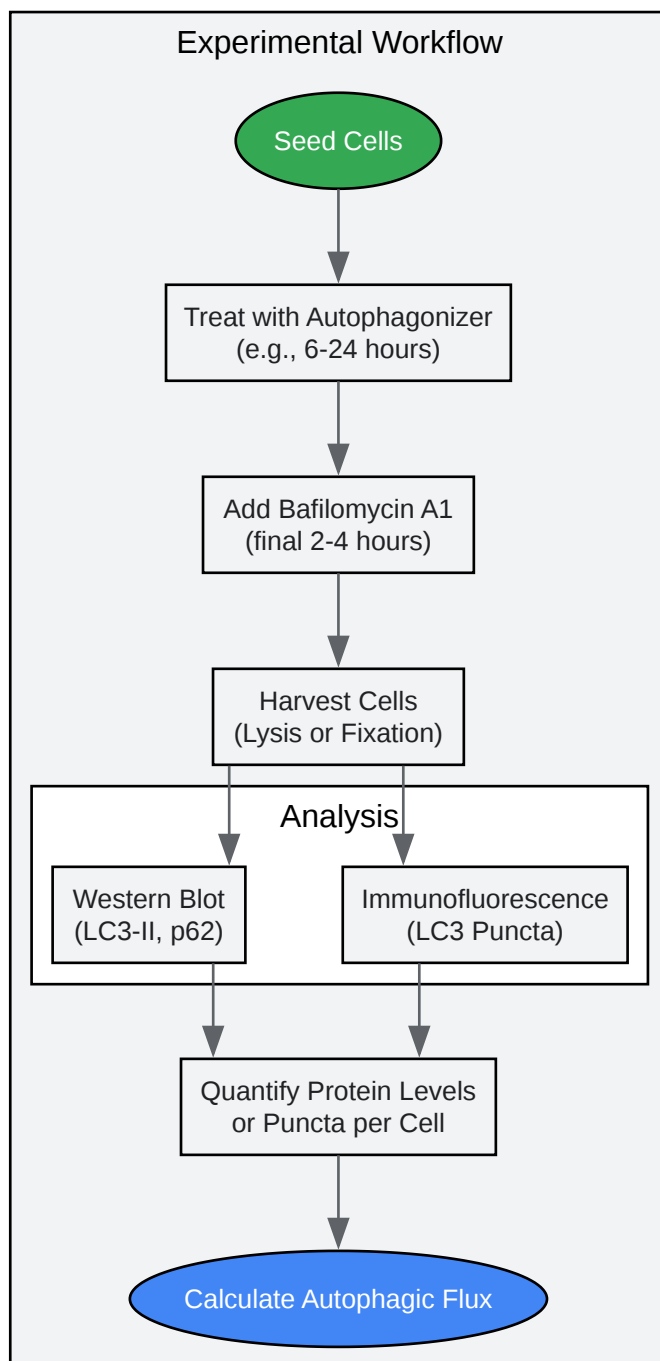 Experimental Workflow
Seed Cells
Treat with Autophagonizer
(e.g., 6-24 hours)
Add Bafilomycin A1
(final 2-4 hours)
Harvest Cells
(Lysis or Fixation)
Analysis
Western Blot
(LC3-II, p62)
Immunofluorescence
(LC3 Puncta)
Quantify Protein Levels
or Puncta per Cell
Calculate Autophagic Flux